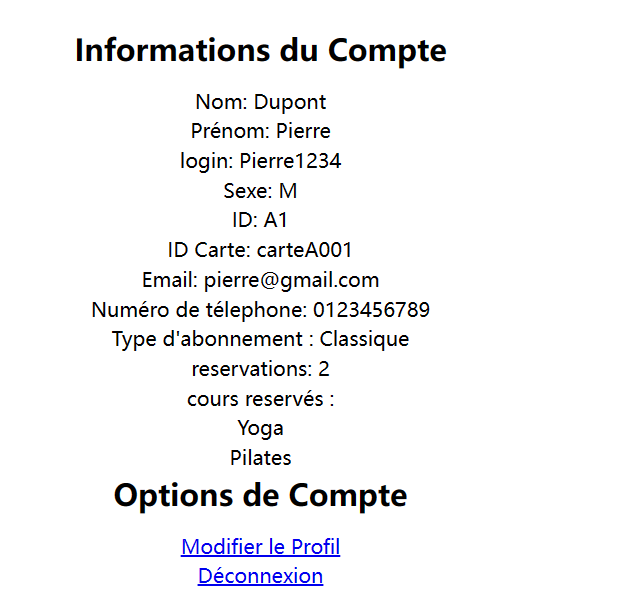 Informations du Compte
Nom: Dupont
Prénom: Pierre
login: Pierre1234
Sexe: M
ID: A1
ID Carte: carteA001
Email: pierre@gmail.com
Numéro de télephone: 0123456789
Type d'abonnement : Classique
reservations: 2
cours reservés :
Yoga
Pilates
Options de Compte
Modifier le Profil
Déconnexion